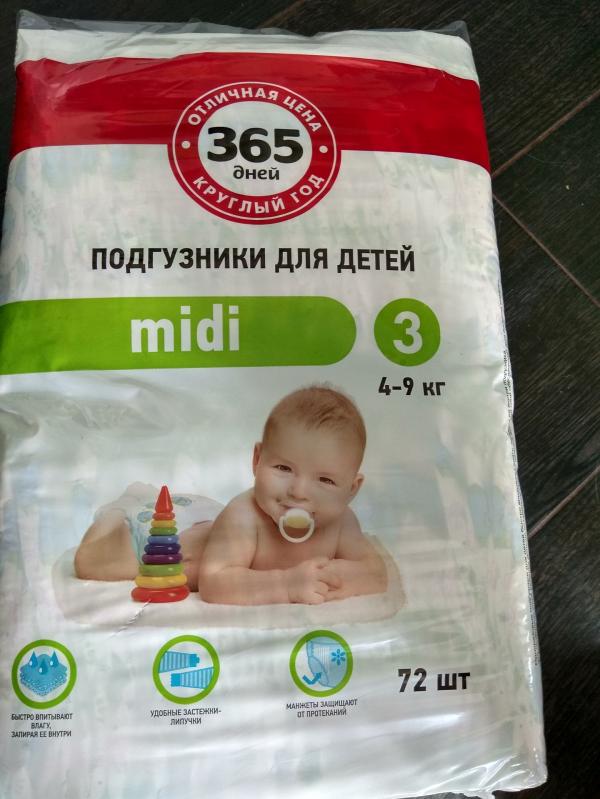 ОТЛИЧНАЯ ЦЕНА
365
дней
КРУГЛЫЙ ГОД
ПОДГУЗНИКИ ДЛЯ ДЕТЕЙ
midi 3
4-9 кг
72 шт
БЫСТРО ВПИТЫВАЮТ
ВЛАГУ,
ЗАПИРАЯ ЕЕ ВНУТРИ
УДОБНЫЕ ЗАСТЕЖКИ-
ЛИПУЧКИ
МАНЖЕТЫ ЗАЩИЩАЮТ
ОТ ПРОТЕКАНИЙ